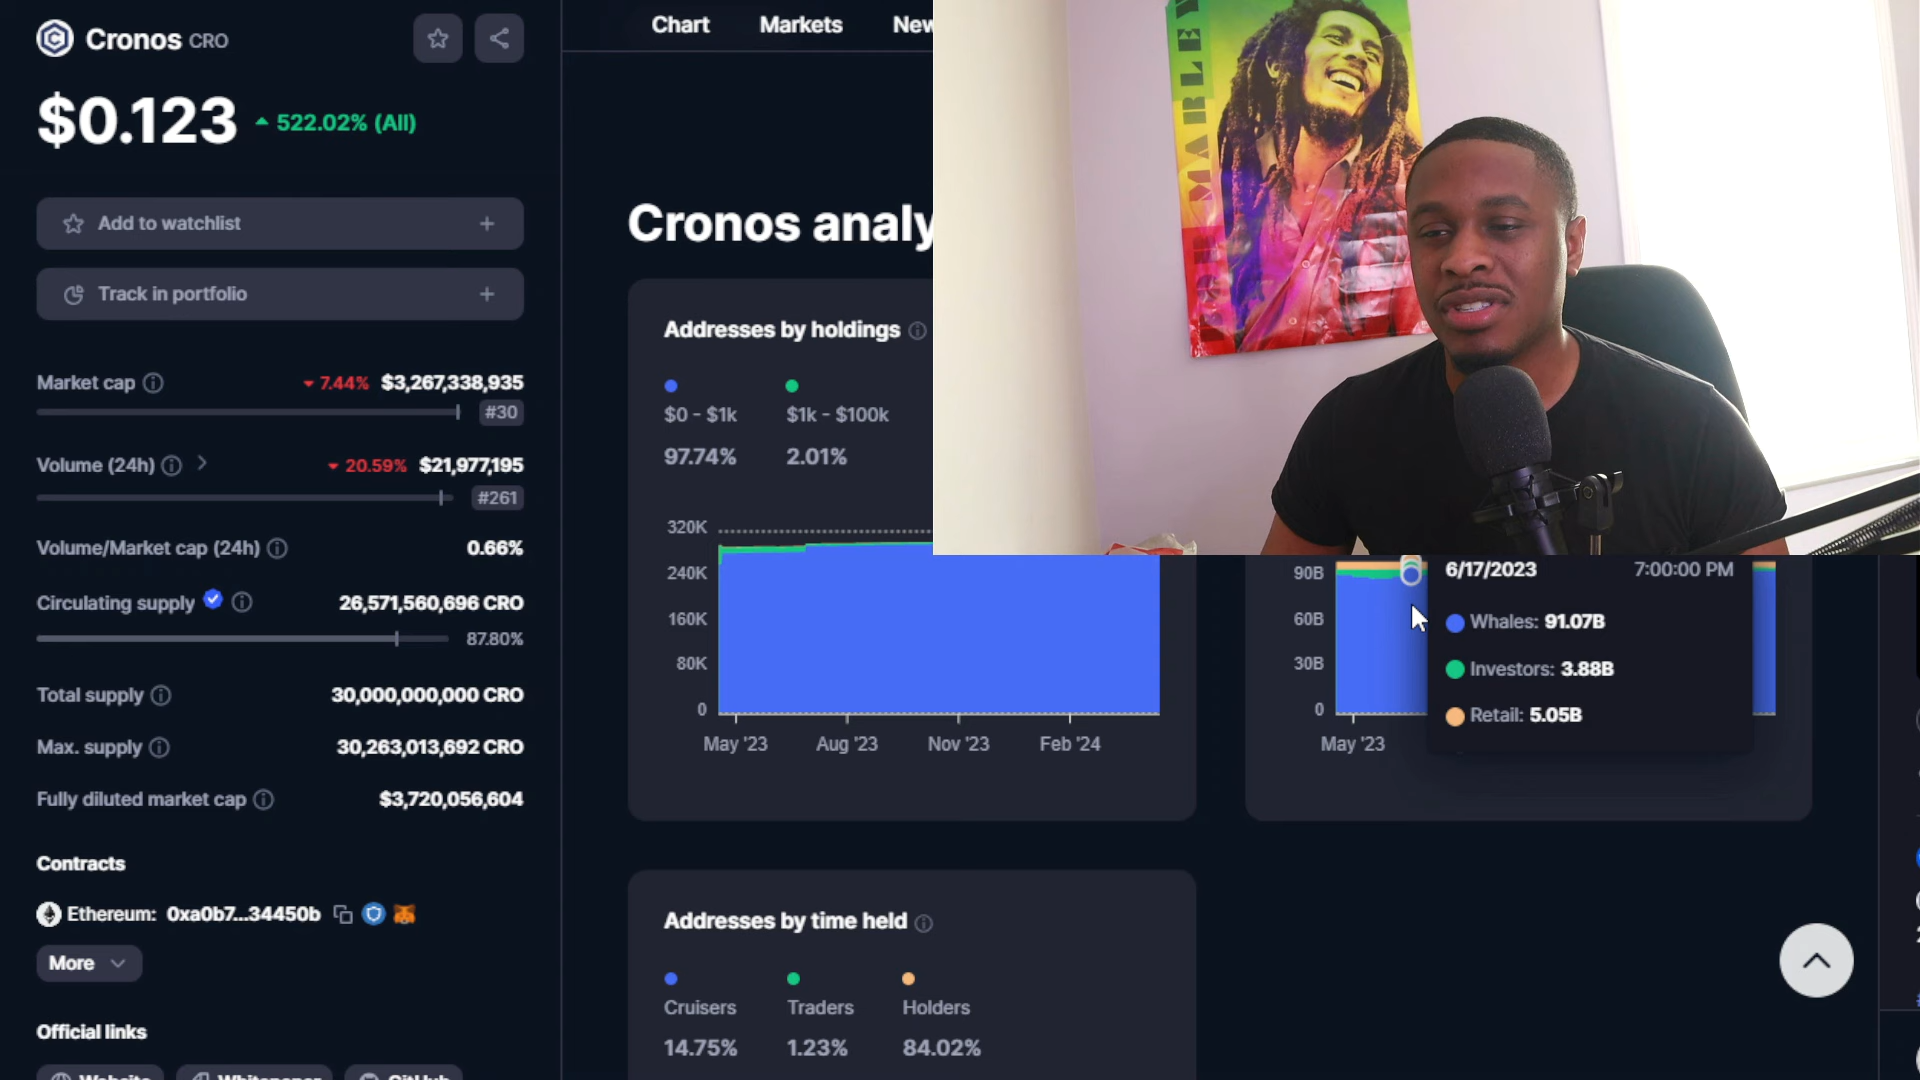 Cronos CRO
$0.123 522.02% (All)
Add to watchlist +
Track in portfolio +
Market cap 7.44% $3,267,338,935
#30
Volume (24h) > 20.59% $21,977,195
#261
Volume/Market cap (24h) 0.66%
Circulating supply 26,571,560,696 CRO
87.80%
Total supply 30,000,000,000 CRO
Max. supply 30,263,013,692 CRO
Fully diluted market cap $3,720,056,604
Contracts
Ethereum: 0xa0b7...34450b
More
Official links
Website Whitepaper GitHub
Chart Markets New
Cronos analy
Addresses by holdings
$0 - $1k $1k - $100k
97.74% 2.01%
320K
240K
160K
80K
0
May '23 Aug '23 Nov '23 Feb '24
MARLEY
90B
60B
30B
0
May '23
6/17/2023 7:00:00 PM
Whales: 91.07B
Investors: 3.88B
Retail: 5.05B
Addresses by time held
Cruisers Traders Holders
14.75% 1.23% 84.02%